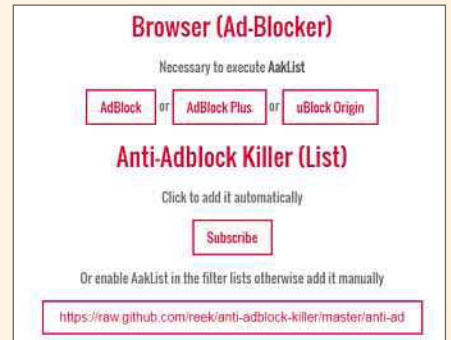 Browser (Ad-Blocker)
Necessary to execute AakList
AdBlock or AdBlock Plus or uBlock Origin
Anti-Adblock Killer (List)
Click to add it automatically
Subscribe
Or enable AakList in the filter lists otherwise add it manually
https://raw.github.com/reek/anti-adblock-killer/master/anti-ad